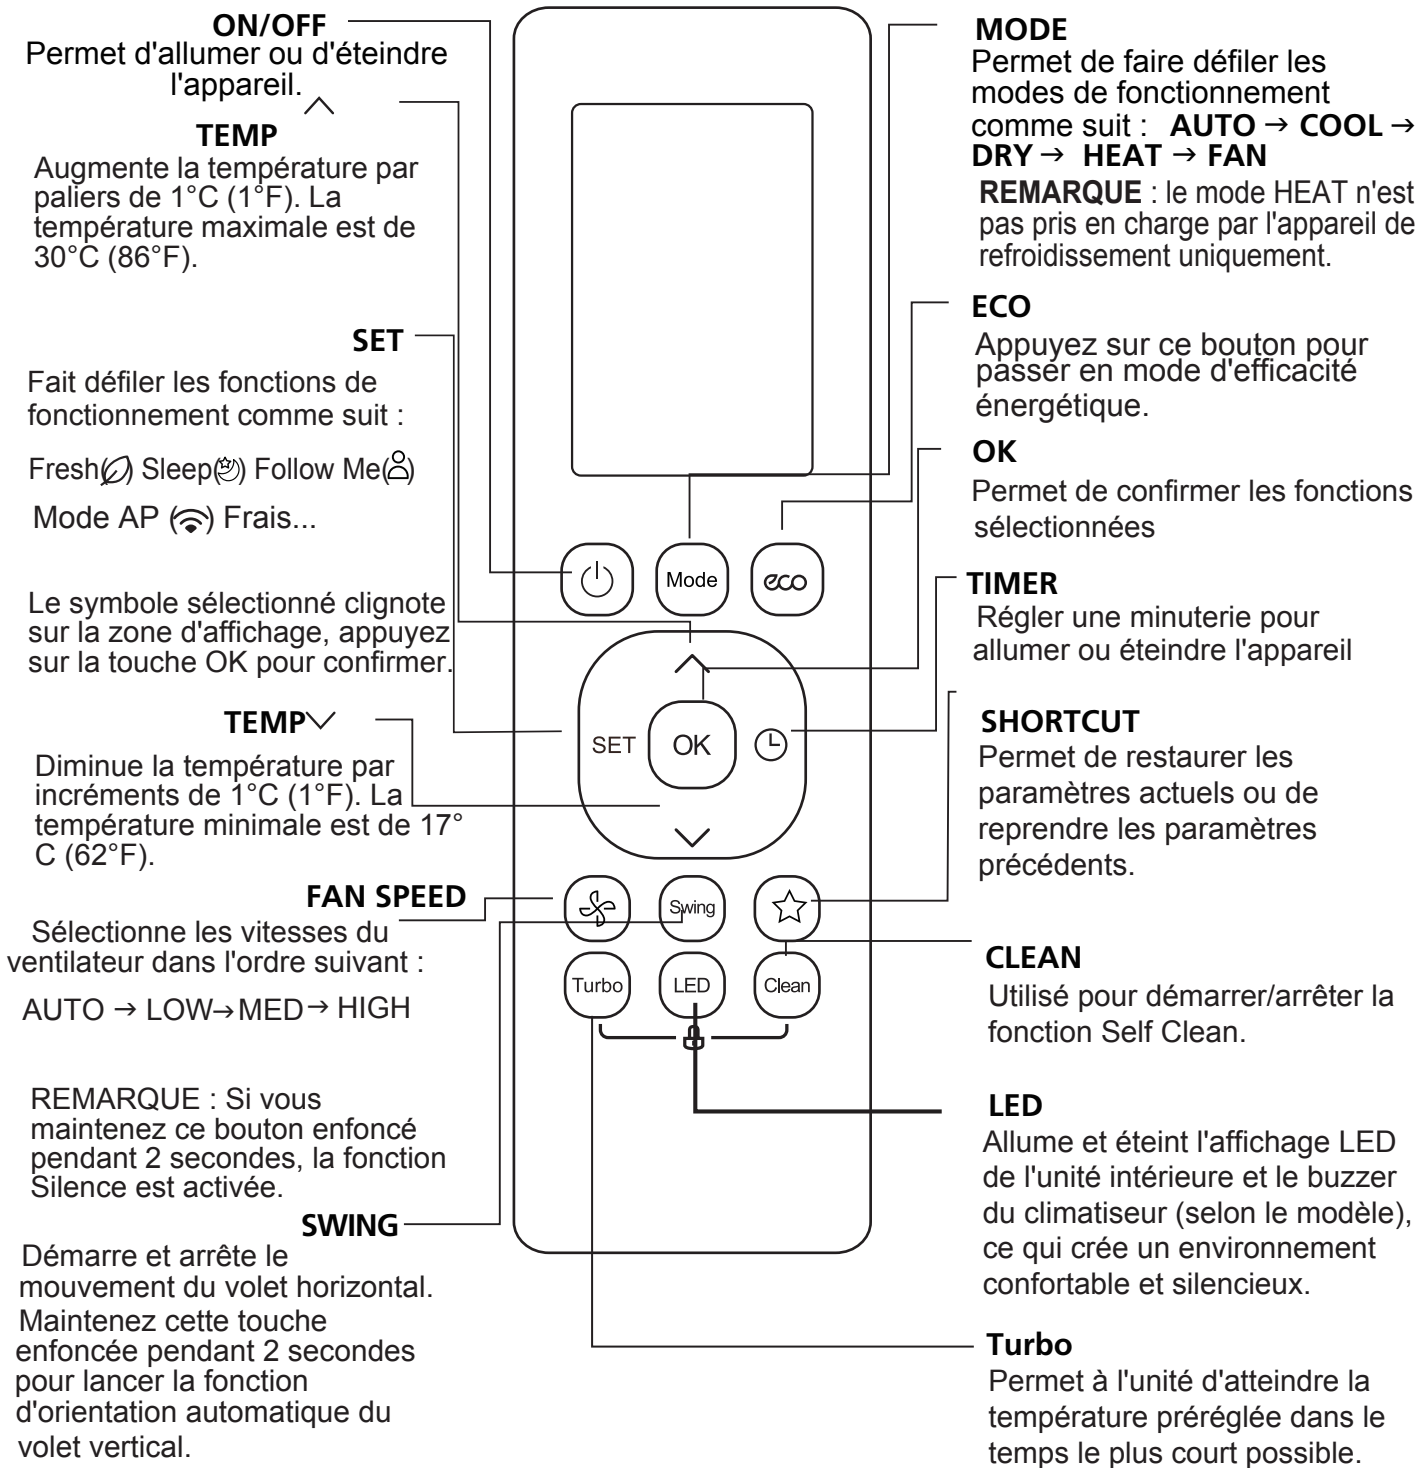 ON/OFF
Permet d'allumer ou d'éteindre
l'appareil.
TEMP
Augmente la température par
paliers de 1°C (1°F). La
température maximale est de
30°C (86°F).
SET
Fait défiler les fonctions de
fonctionnement comme suit :
Fresh() Sleep() Follow Me()
Mode AP () Frais...
Le symbole sélectionné clignote
sur la zone d'affichage, appuyez
sur la touche OK pour confirmer.
TEMP
Diminue la température par
incréments de 1°C (1°F). La
température minimale est de 17°
C (62°F).
FAN SPEED
Sélectionne les vitesses du
ventilateur dans l'ordre suivant :
AUTO → LOW→MED→ HIGH
REMARQUE : Si vous
maintenez ce bouton enfoncé
pendant 2 secondes, la fonction
Silence est activée.
SWING
Démarre et arrête le
mouvement du volet horizontal.
Maintenez cette touche
enfoncée pendant 2 secondes
pour lancer la fonction
d'orientation automatique du
volet vertical.
Mode
eco
SET
OK
Swing
Turbo
LED
Clean
MODE
Permet de faire défiler les
modes de fonctionnement
comme suit : AUTO → COOL →
DRY → HEAT → FAN
REMARQUE : le mode HEAT n'est
pas pris en charge par l'appareil de
refroidissement uniquement.
ECO
Appuyez sur ce bouton pour
passer en mode d'efficacité
énergétique.
OK
Permet de confirmer les fonctions
sélectionnées
TIMER
Régler une minuterie pour
allumer ou éteindre l'appareil
SHORTCUT
Permet de restaurer les
paramètres actuels ou de
reprendre les paramètres
précédents.
CLEAN
Utilisé pour démarrer/arrêter la
fonction Self Clean.
LED
Allume et éteint l'affichage LED
de l'unité intérieure et le buzzer
du climatiseur (selon le modèle),
ce qui crée un environnement
confortable et silencieux.
Turbo
Permet à l'unité d'atteindre la
température préréglée dans le
temps le plus court possible.